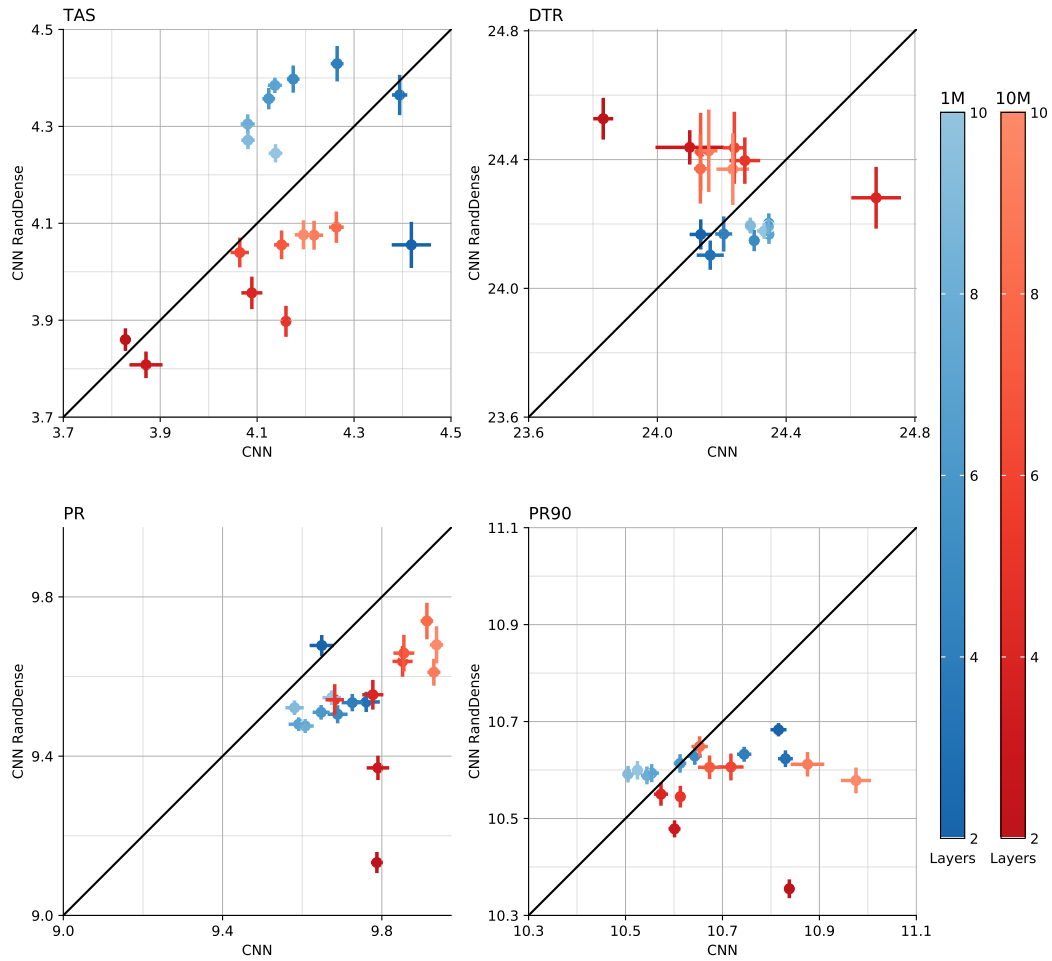 TAS
4.5
4.3
4.1
3.9
3.7
3.7 3.9 4.1 4.3 4.5
CNN
CNN RandDense
DTR
24.8
24.4
24.0
23.6
23.6 24.0 24.4 24.8
CNN
CNN RandDense
PR
9.8
9.4
9.0
9.0 9.4 9.8
CNN
CNN RandDense
PR90
11.1
10.9
10.7
10.5
10.3
10.3 10.5 10.7 10.9 11.1
CNN
CNN RandDense
1M 10M
10 10
8 8
6 6
4 4
2 2
Layers Layers